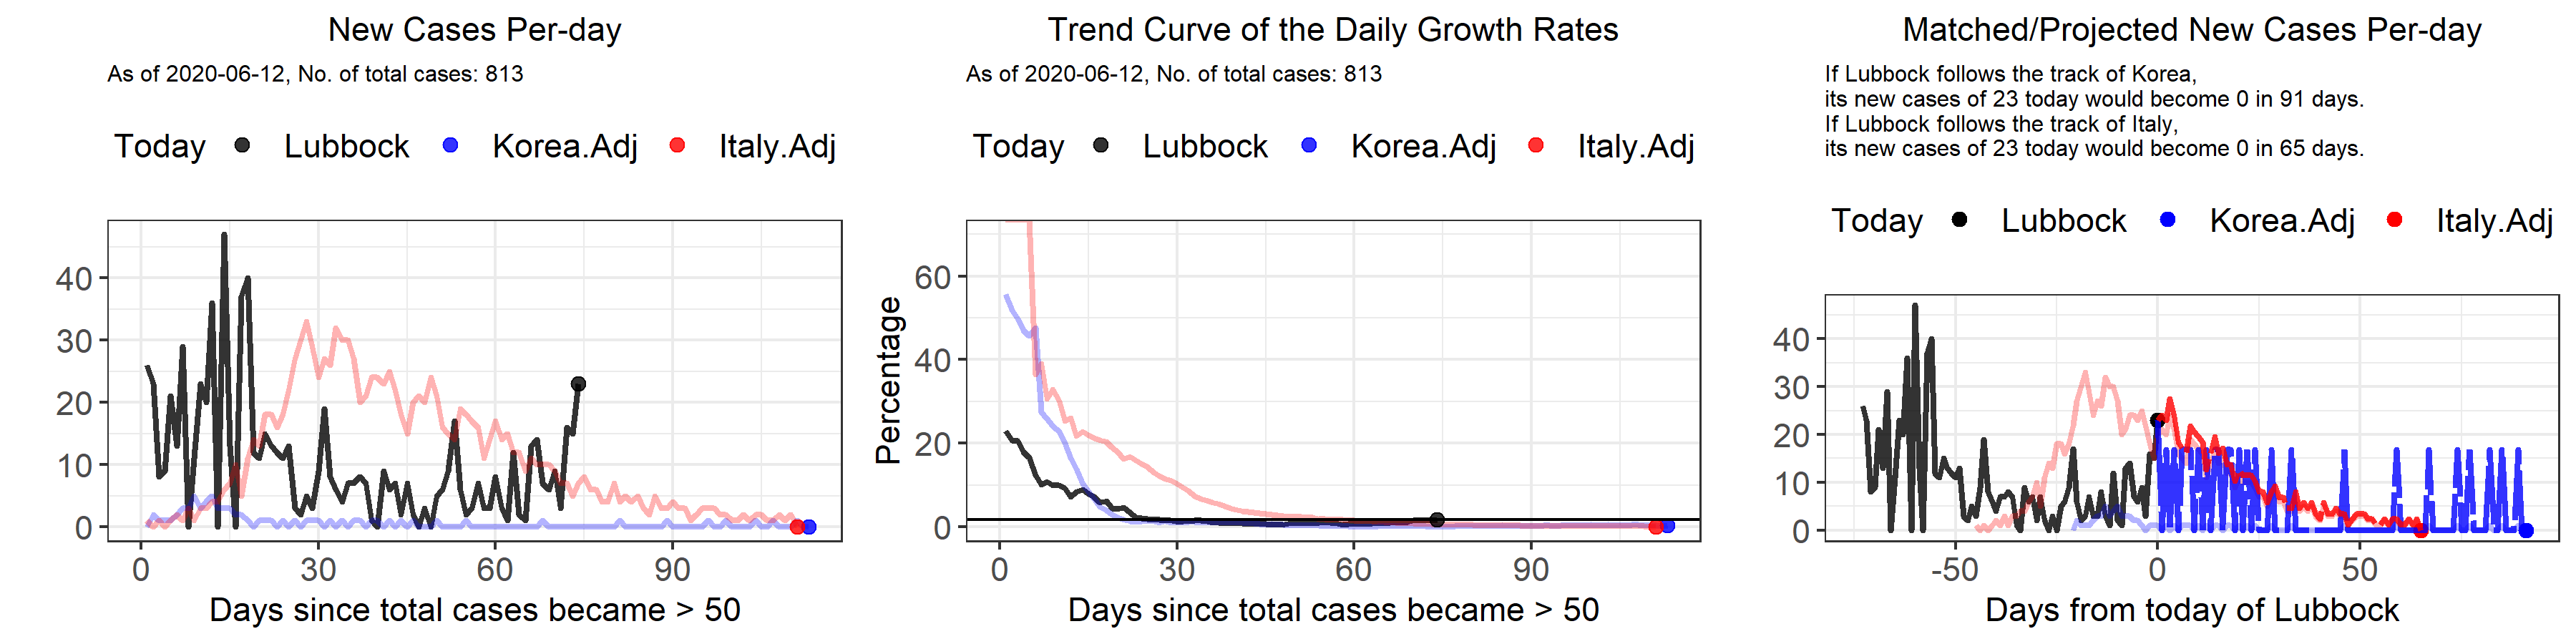 New Cases Per-day
As of 2020-06-12, No. of total cases: 813
Today Lubbock Korea.Adj Italy.Adj
40
30
20
10
0
0 30 60 90
Days since total cases became > 50
Trend Curve of the Daily Growth Rates
As of 2020-06-12, No. of total cases: 813
Today Lubbock Korea.Adj Italy.Adj
Percentage
60
40
20
0
0 30 60 90
Days since total cases became > 50
Matched/Projected New Cases Per-day
If Lubbock follows the track of Korea,
its new cases of 23 today would become 0 in 91 days.
If Lubbock follows the track of Italy,
its new cases of 23 today would become 0 in 65 days.
Today Lubbock Korea.Adj Italy.Adj
40
30
20
10
0
-50 0 50
Days from today of Lubbock